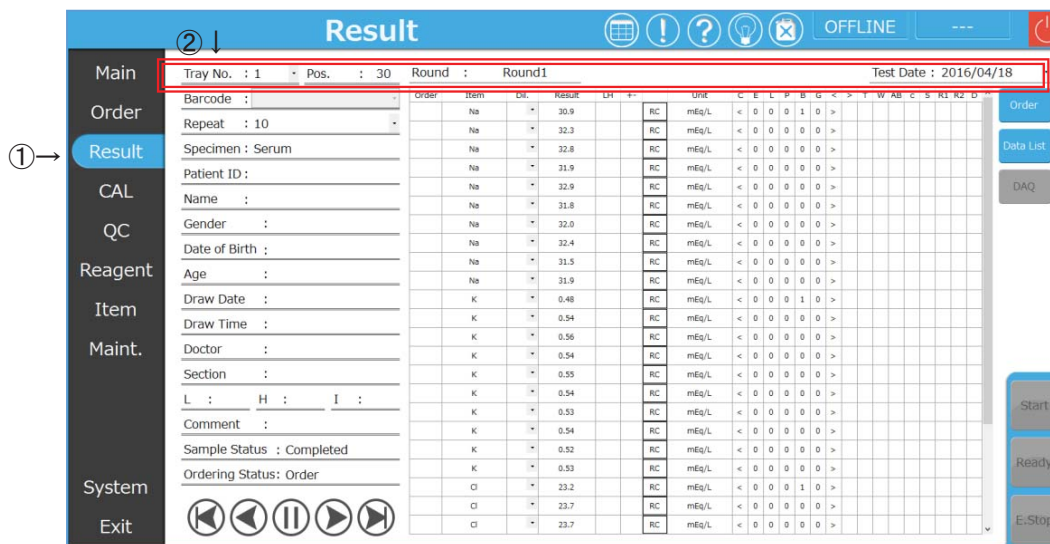 Result
OFFLINE
---
②↓
Main
Order
①→
Result
CAL
QC
Reagent
Item
Maint.
System
Exit
Tray No. : 1 Pos. : 30 Round : Round1 Test Date : 2016/04/18
Barcode :
Repeat : 10
Specimen : Serum
Patient ID :
Name :
Gender :
Date of Birth :
Age :
Draw Date :
Draw Time :
Doctor :
Section :
L : H : I :
Comment :
Sample Status : Completed
Ordering Status: Order
Order Item Dil. Result LH +- Unit C E L P B G < > T W AB c S R1 R2 D
Na 30.9 RC mEq/L < 0 0 0 1 0 >
Na 32.3 RC mEq/L < 0 0 0 0 0 >
Na 32.8 RC mEq/L < 0 0 0 0 0 >
Na 31.9 RC mEq/L < 0 0 0 0 0 >
Na 32.9 RC mEq/L < 0 0 0 0 0 >
Na 31.8 RC mEq/L < 0 0 0 0 0 >
Na 32.0 RC mEq/L < 0 0 0 0 0 >
Na 32.4 RC mEq/L < 0 0 0 0 0 >
Na 31.5 RC mEq/L < 0 0 0 0 0 >
Na 31.9 RC mEq/L < 0 0 0 0 0 >
K 0.48 RC mEq/L < 0 0 0 1 0 >
K 0.54 RC mEq/L < 0 0 0 0 0 >
K 0.56 RC mEq/L < 0 0 0 0 0 >
K 0.54 RC mEq/L < 0 0 0 0 0 >
K 0.55 RC mEq/L < 0 0 0 0 0 >
K 0.54 RC mEq/L < 0 0 0 0 0 >
K 0.53 RC mEq/L < 0 0 0 0 0 >
K 0.54 RC mEq/L < 0 0 0 0 0 >
K 0.52 RC mEq/L < 0 0 0 0 0 >
K 0.53 RC mEq/L < 0 0 0 0 0 >
Cl 23.2 RC mEq/L < 0 0 0 1 0 >
Cl 23.7 RC mEq/L < 0 0 0 0 0 >
Cl 23.7 RC mEq/L < 0 0 0 0 0 >
Order
Data List
DAQ
Start
Ready
E.Stop